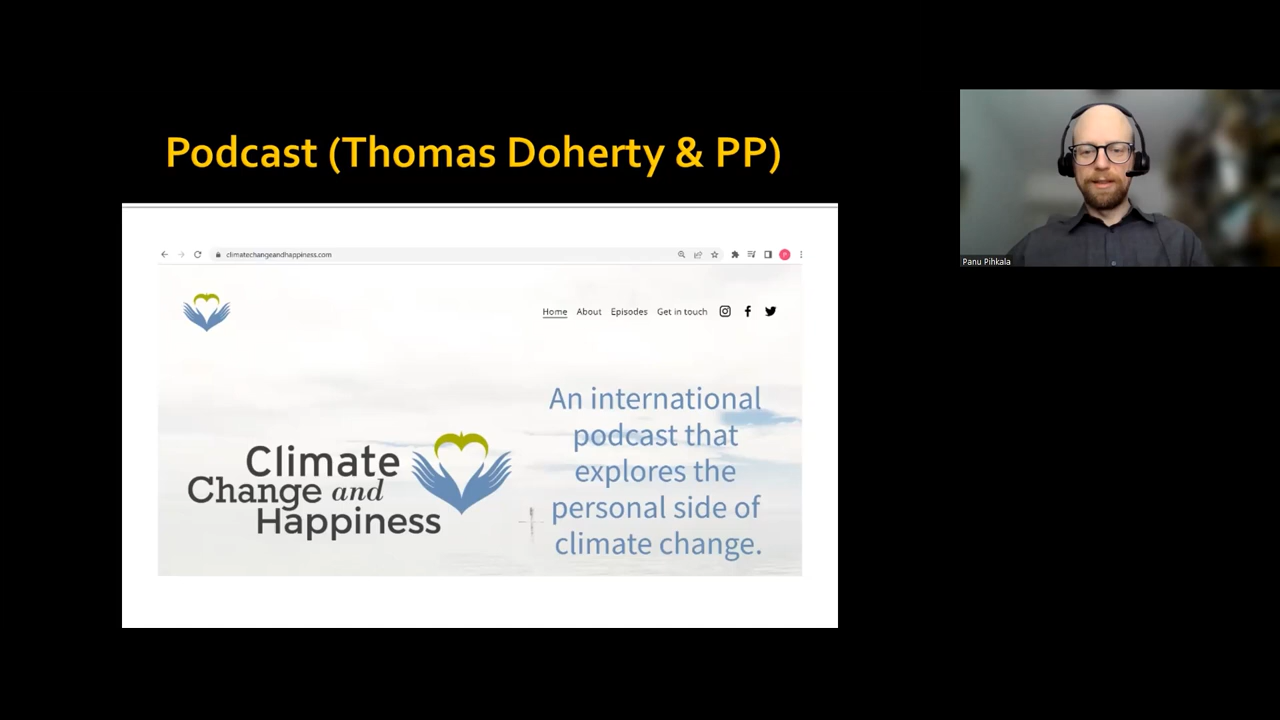 Podcast (Thomas Doherty & PP)
climatechangeandhappiness.com
Home About Episodes Get in touch
Climate
Change and
Happiness
An international
podcast that
explores the
personal side of
climate change.
Panu Pihkala